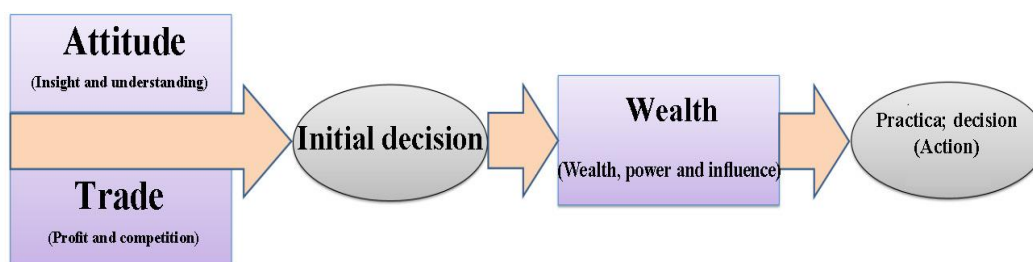 Attitude
(Insight and understanding)
Trade
(Profit and competition)
Initial decision
Wealth
(Wealth, power and influence)
Practica; decision
(Action)